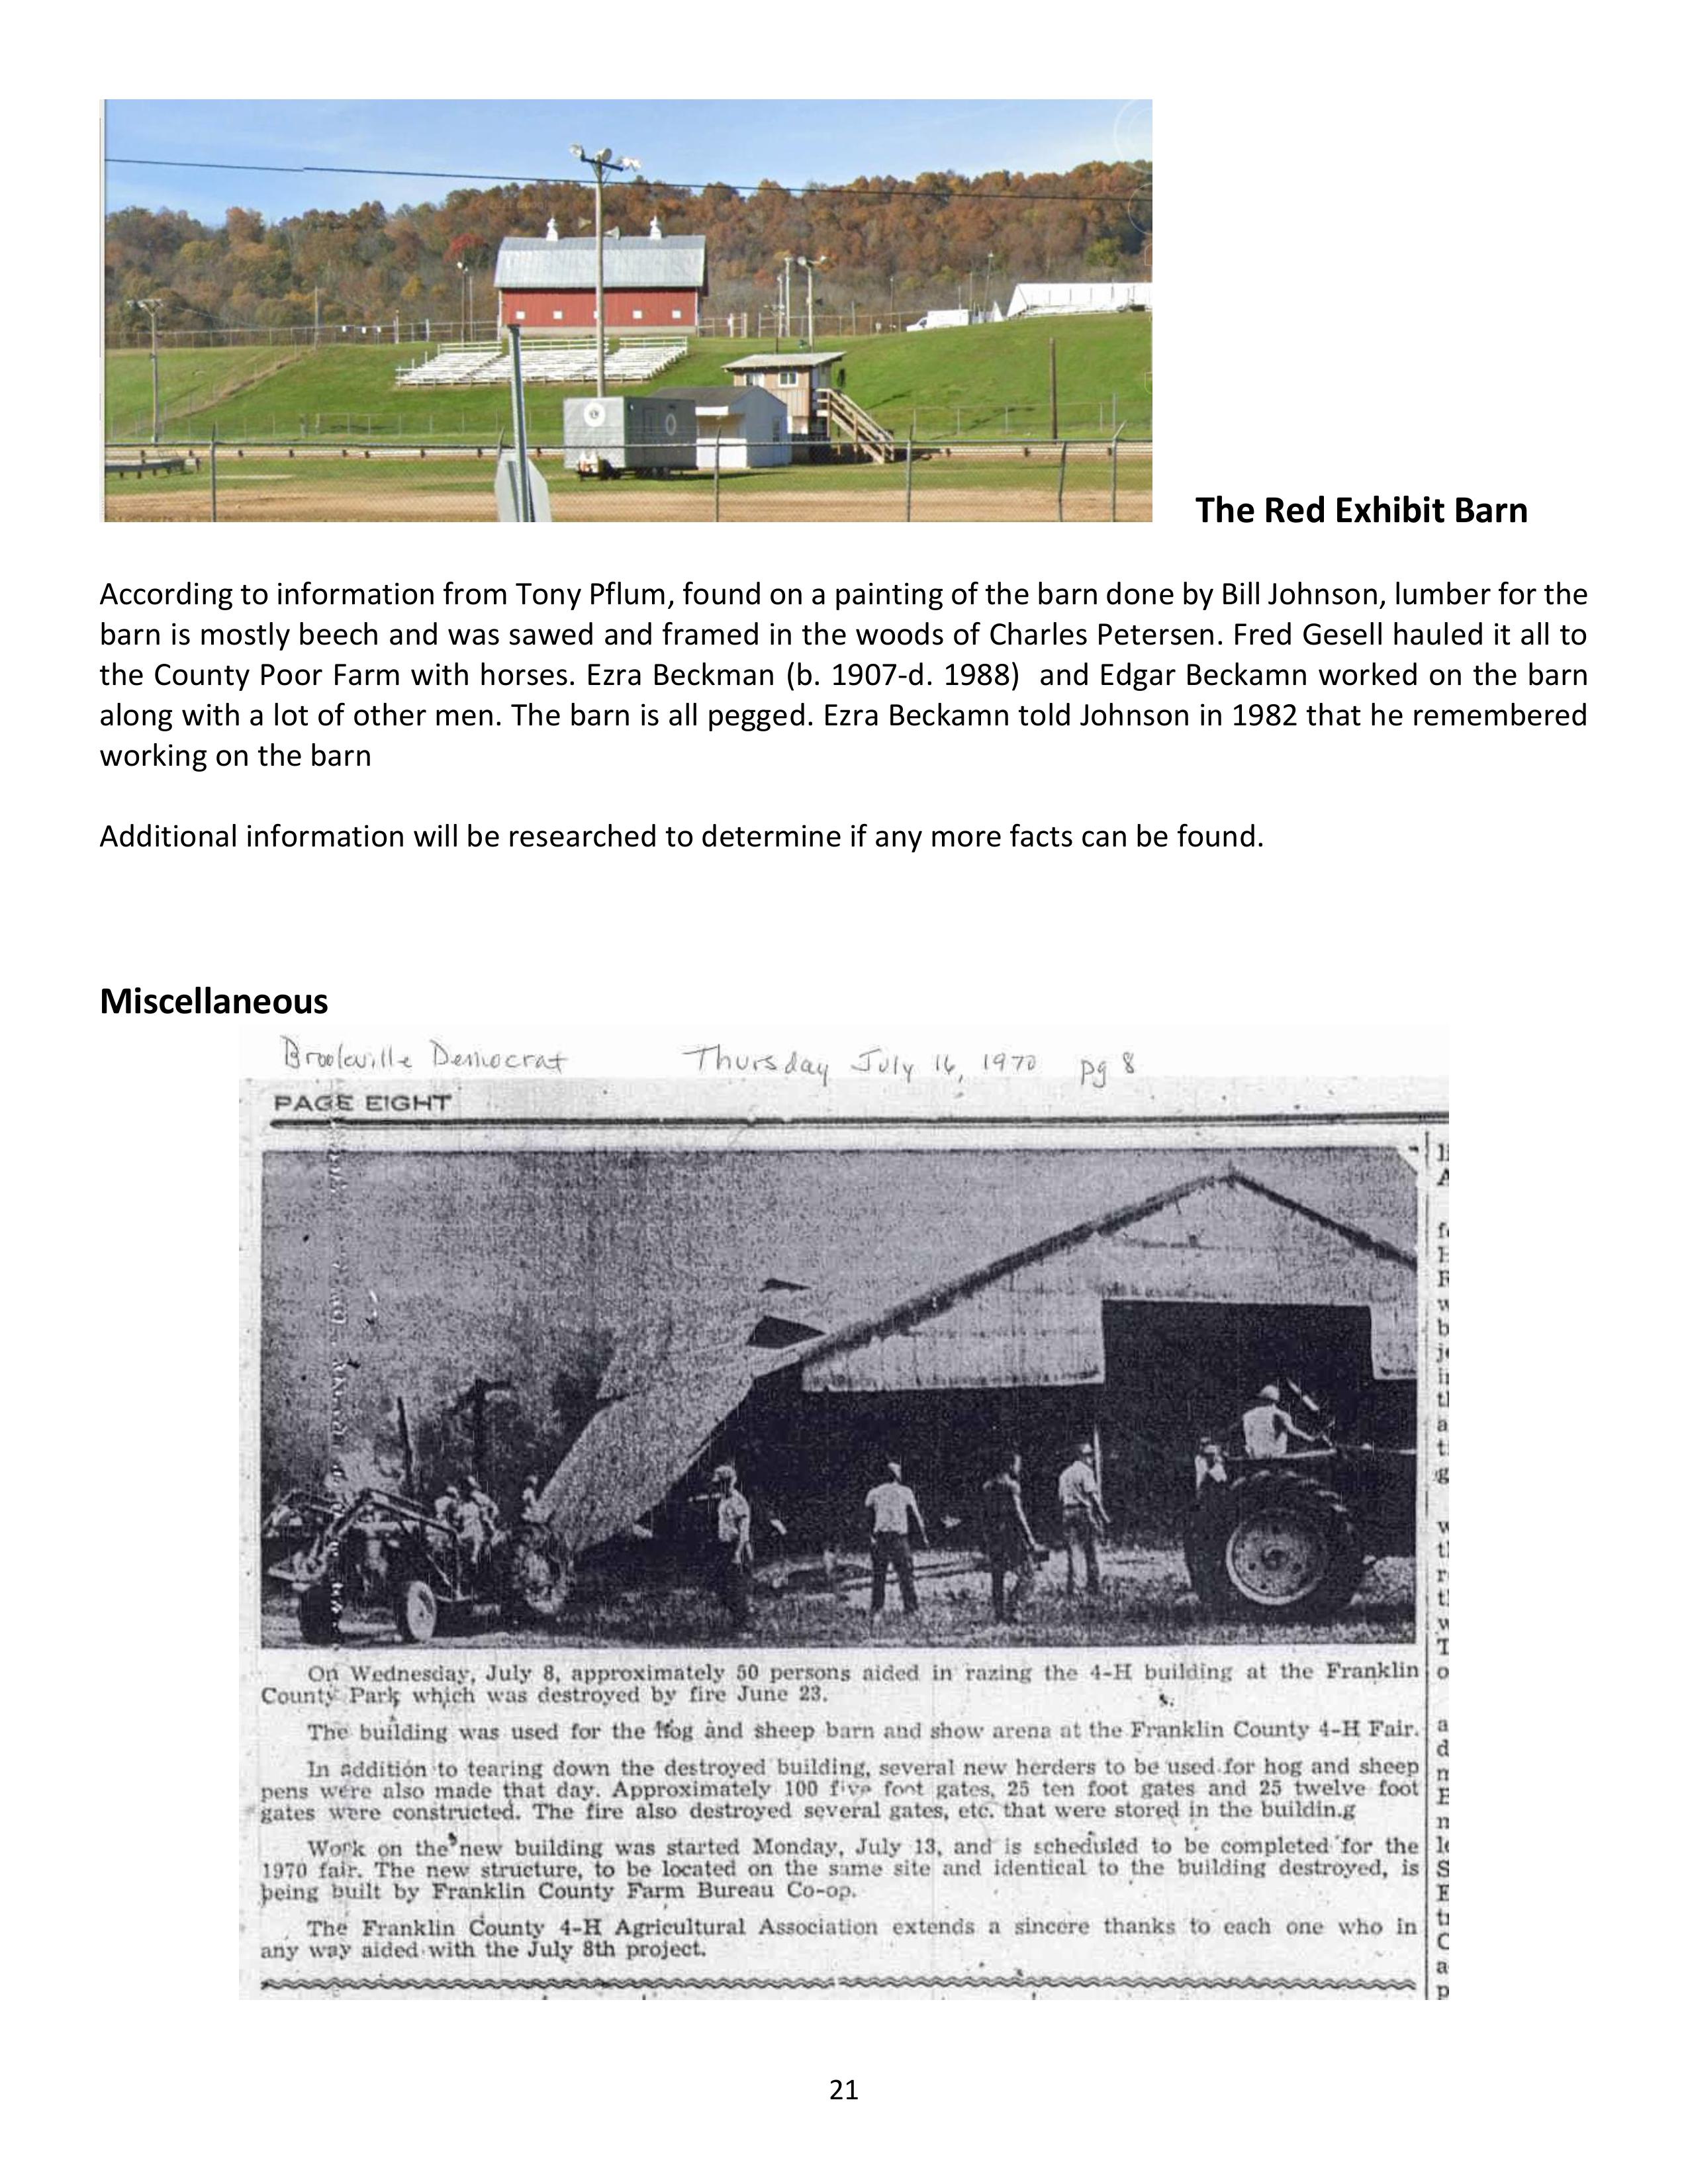 The Red Exhibit Barn
According to information from Tony Pflum, found on a painting of the barn done by Bill Johnson, lumber for the
barn is mostly beech and was sawed and framed in the woods of Charles Petersen. Fred Gesell hauled it all to
the County Poor Farm with horses. Ezra Beckman (b. 1907-d. 1988) and Edgar Beckamn worked on the barn
along with a lot of other men. The barn is all pegged. Ezra Beckamn told Johnson in 1982 that he remembered
working on the barn
Additional information will be researched to determine if any more facts can be found.
Miscellaneous
Brookville Democrat Thursday July 16, 1970 pg 8
PAGE EIGHT
On Wednesday, July 8, approximately 50 persons aided in razing the 4-H building at the Franklin
County Park which was destroyed by fire June 23.
The building was used for the Hog and sheep barn and show arena at the Franklin County 4-H Fair.
In addition to tearing down the destroyed building, several new herders to be used for hog and sheep
pens were also made that day. Approximately 100 five foot gates, 25 ten foot gates and 25 twelve foot
gates were constructed. The fire also destroyed several gates, etc. that were stored in the buildin.g
Work on the new building was started Monday, July 13, and is scheduled to be completed for the
1970 fair. The new structure, to be located on the same site and identical to the building destroyed, is
being built by Franklin County Farm Bureau Co-op.
The Franklin County 4-H Agricultural Association extends a sincere thanks to each one who in
any way aided with the July 8th project.
21